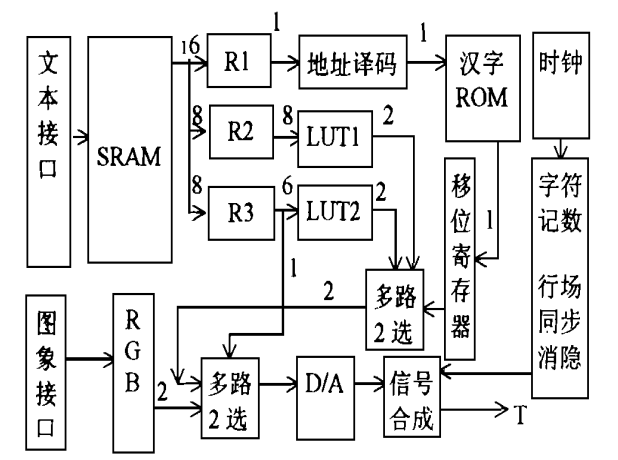 文本接口
SRAM
16
R1
1
地址译码
1
汉字
ROM
时钟
8
R2
8
LUT1
2
8
R3
6
LUT2
2
1
移位寄存器
1
字符
记数
行场
同步
消隐
多路
2选
2
图象接口
RGB
2
多路
2选
D/A
信号
合成
T